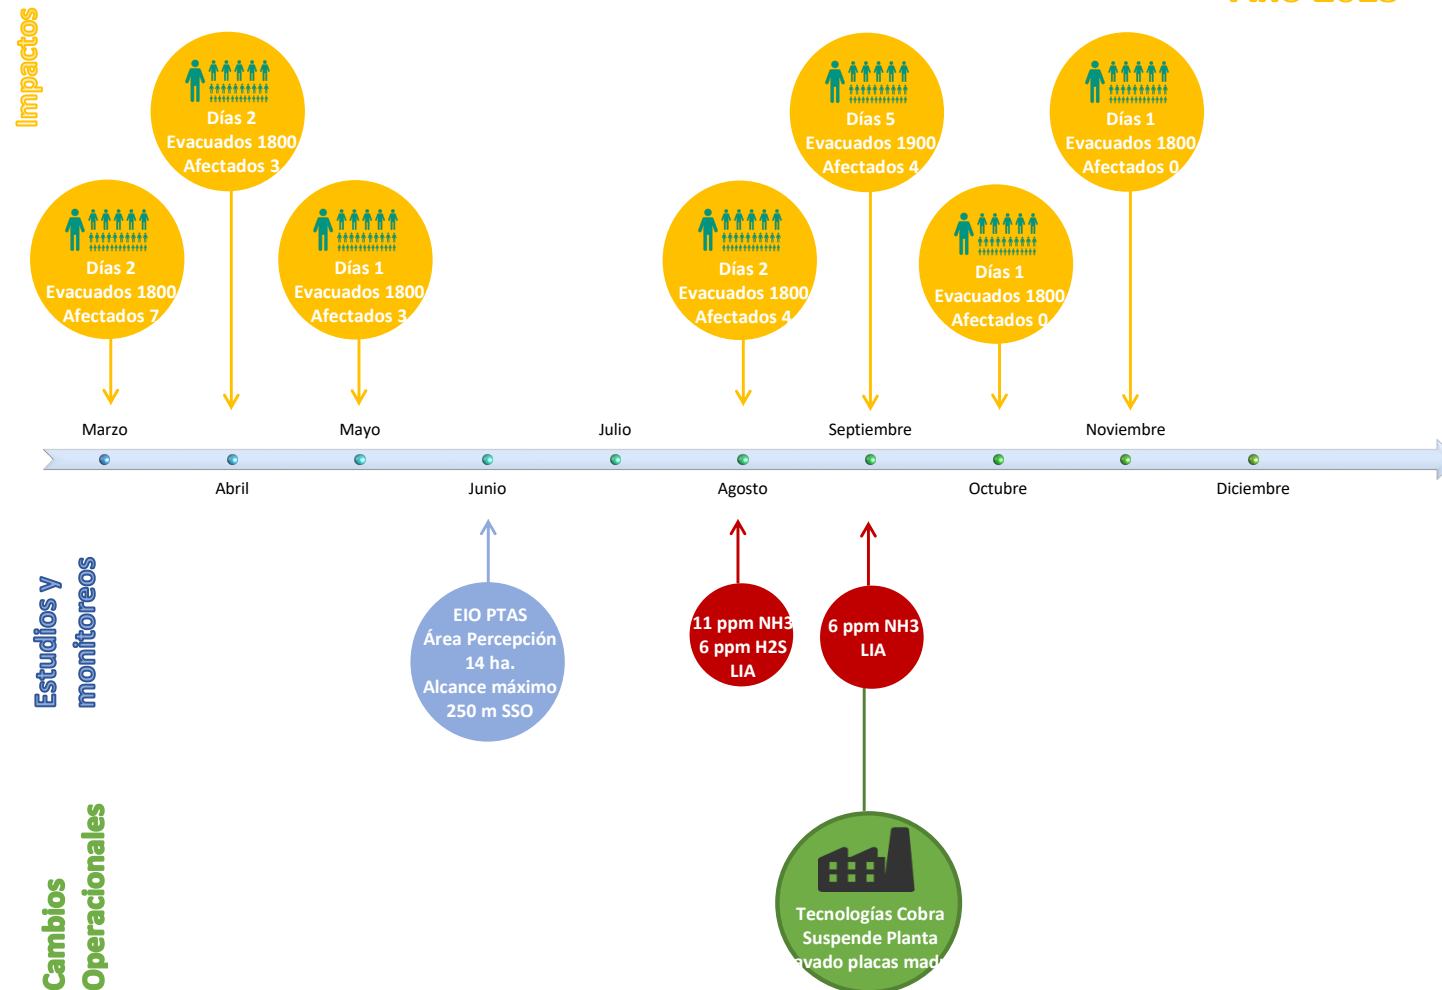 Impactos
Días 2
Evacuados 1800
Afectados 3
Días 5
Evacuados 1900
Afectados 4
Días 1
Evacuados 1800
Afectados 0
Días 2
Evacuados 1800
Afectados 7
Días 1
Evacuados 1800
Afectados 3
Días 2
Evacuados 1800
Afectados 4
Días 1
Evacuados 1800
Afectados 0
Marzo
Mayo
Julio
Septiembre
Noviembre
Abril
Junio
Agosto
Octubre
Diciembre
Estudios y
monitoreos
EIO PTAS
Área Percepción
14 ha.
Alcance máximo
250 m SSO
11 ppm NH3
6 ppm H2S
LIA
6 ppm NH3
LIA
Cambios
Operacionales
Tecnologías Cobra
Suspende Planta
placas